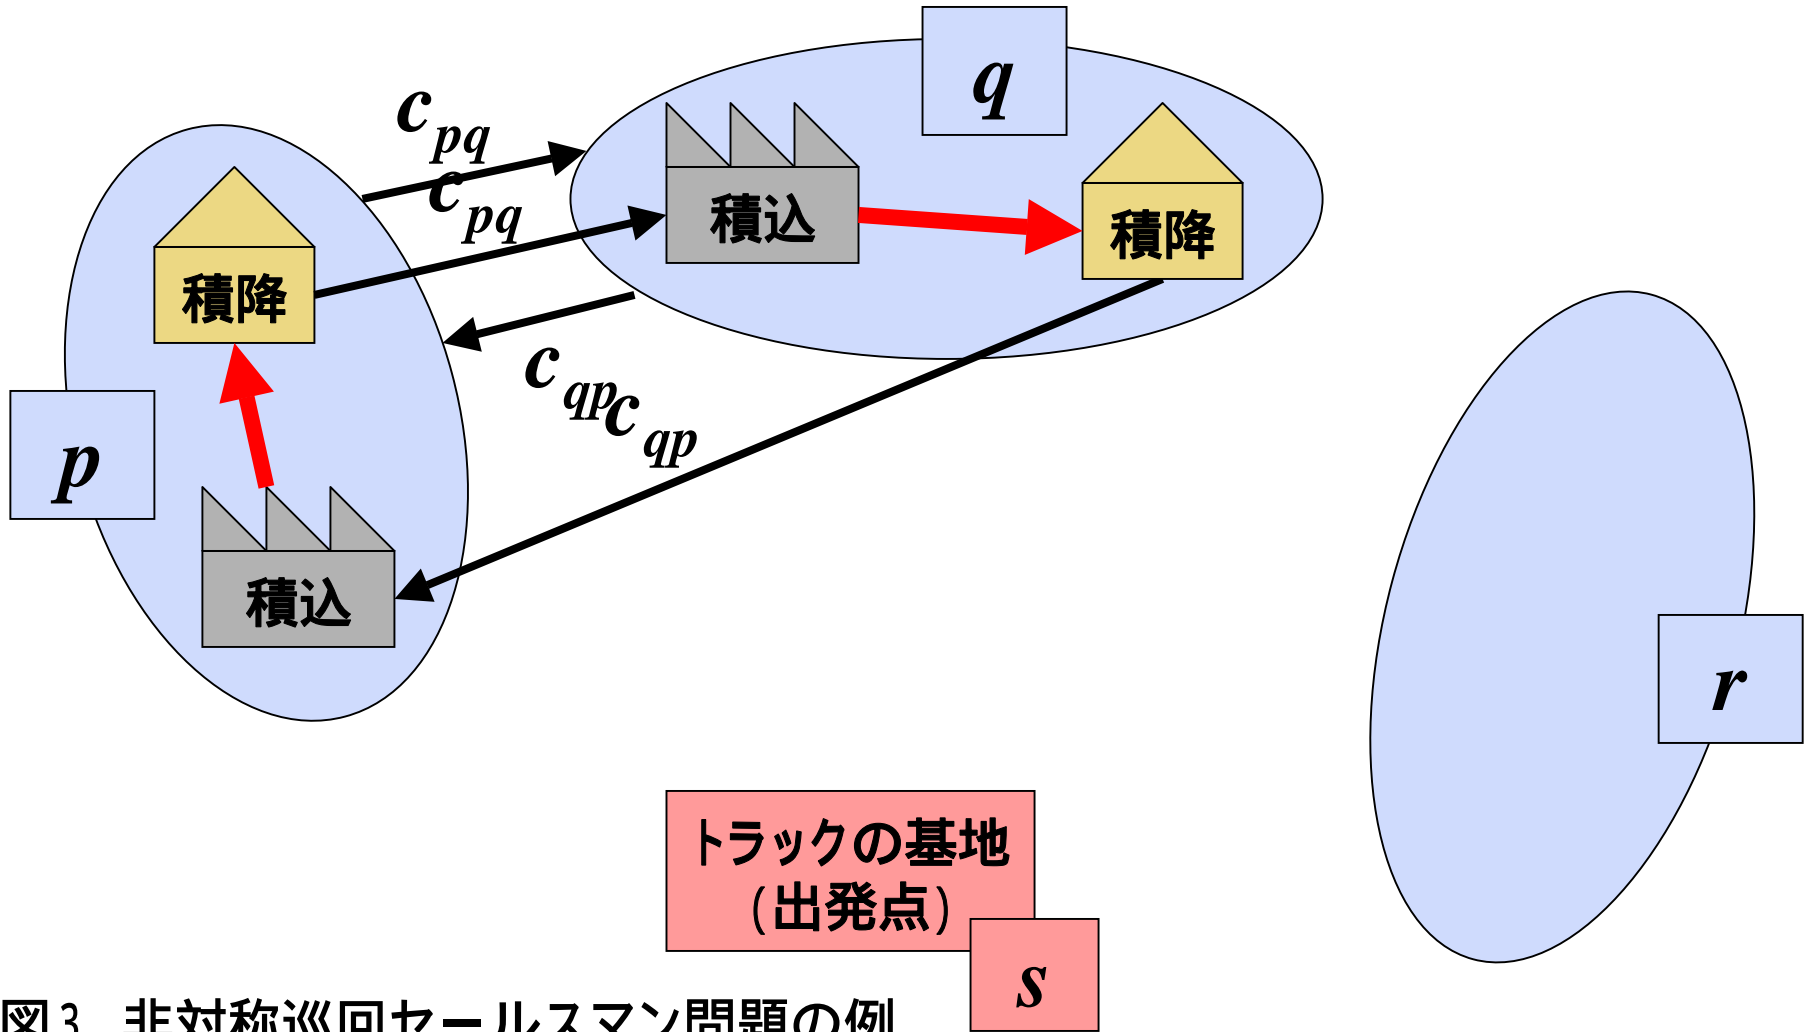 q
c pq
c pq
積込
積降
積降
c qp
c qp
p
積込
r
トラックの基地
(出発点)
s
図3 非対称巡回セールスマン問題の例